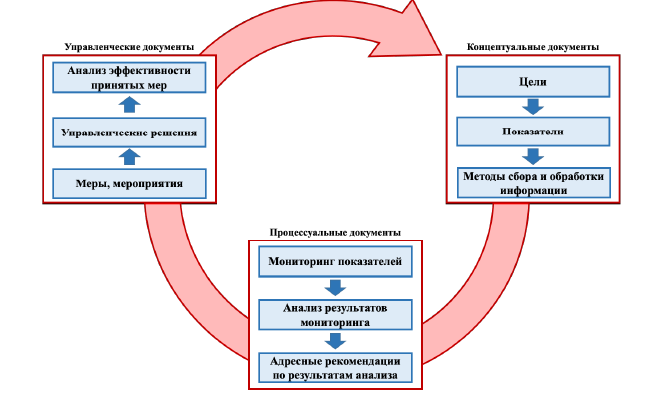 Управленческие документы
Анализ эффективности
принятых мер
Управленческие решения
Меры, мероприятия
Концептуальные документы
Цели
Показатели
Методы сбора и обработки
информации
Процессуальные документы
Мониторинг показателей
Анализ результатов
мониторинга
Адресные рекомендации
по результатам анализа